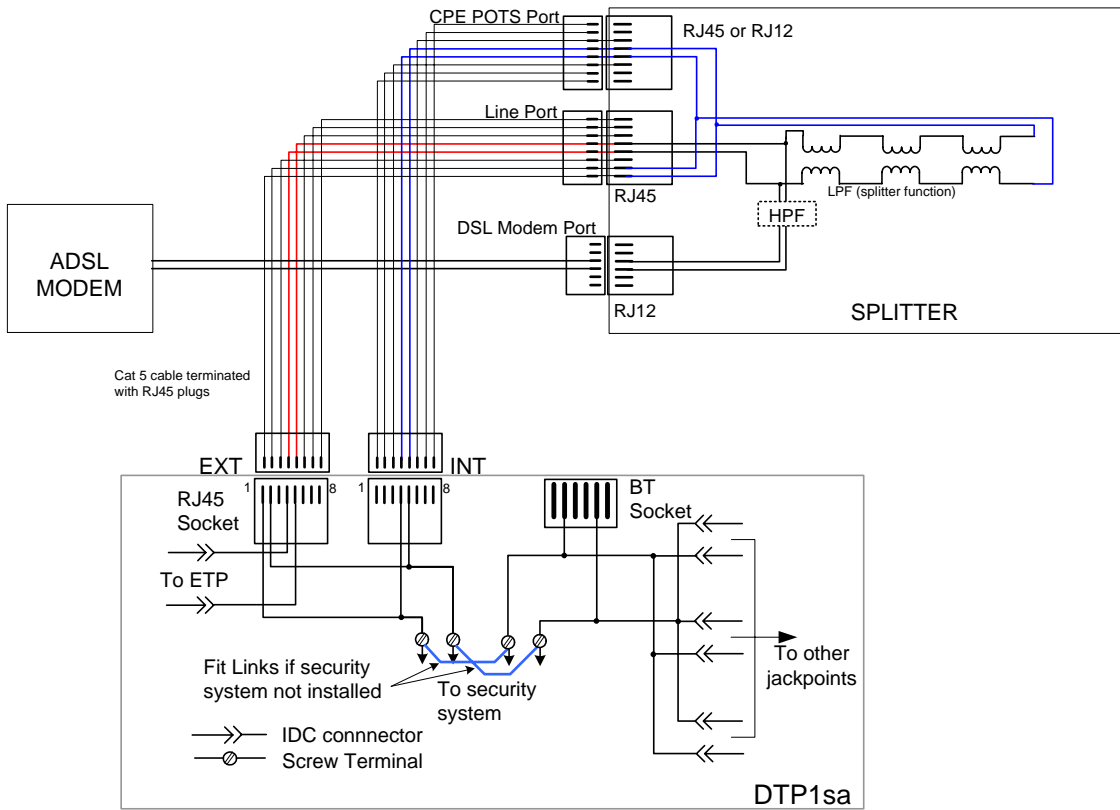 CPE POTS Port
RJ45 or RJ12
Line Port
RJ45
LPF (splitter function)
HPF
DSL Modem Port
RJ12
SPLITTER
ADSL
MODEM
Cat 5 cable terminated
with RJ45 plugs
EXT
INT
1
8
1
8
RJ45
Socket
BT
Socket
To ETP
Fit Links if security
system not installed
To security
system
To other
jackpoints
IDC connnector
Screw Terminal
DTP1sa